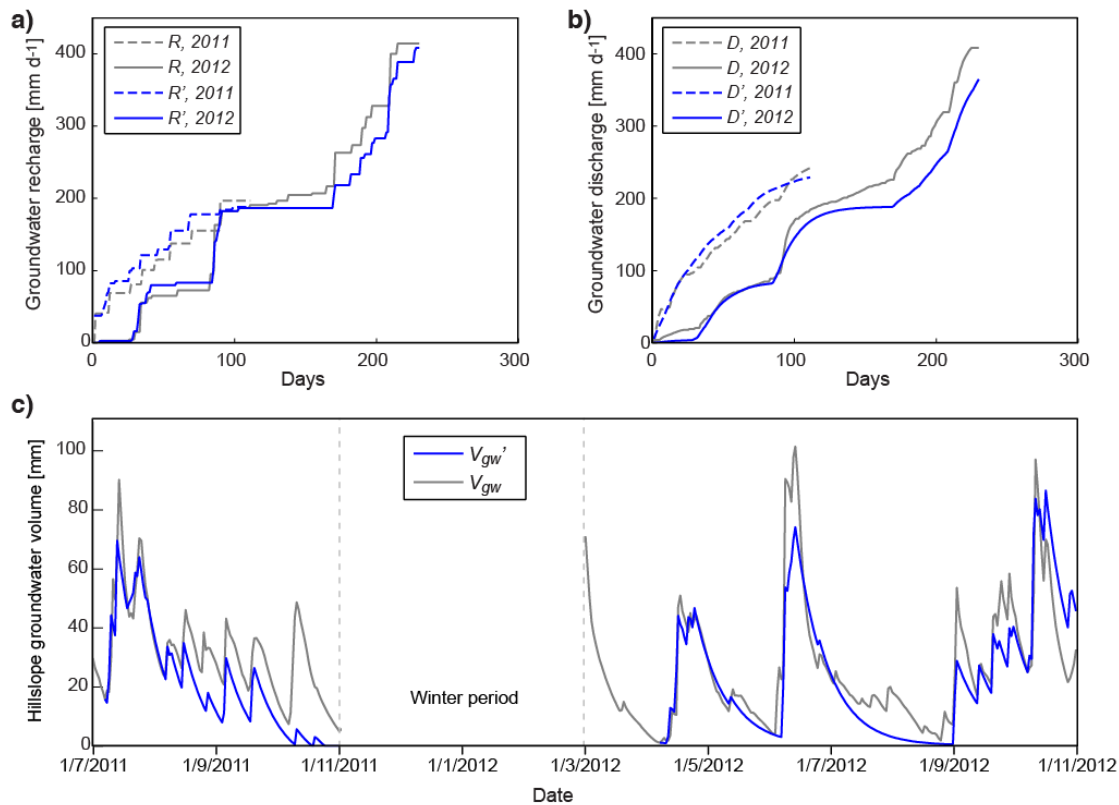 a)
Groundwater recharge [mm d-1]
400
300
200
100
0
R, 2011
R, 2012
R’, 2011
R’, 2012
0 100 200 300
Days
b)
Groundwater discharge [mm d-1]
400
300
200
100
0
D, 2011
D, 2012
D’, 2011
D’, 2012
0 100 200 300
Days
c)
Hillslope groundwater volume [mm]
100
80
60
40
20
0
Vgw’
Vgw
Winter period
1/7/2011 1/9/2011 1/11/2011 1/1/2012 1/3/2012 1/5/2012 1/7/2012 1/9/2012 1/11/2012
Date